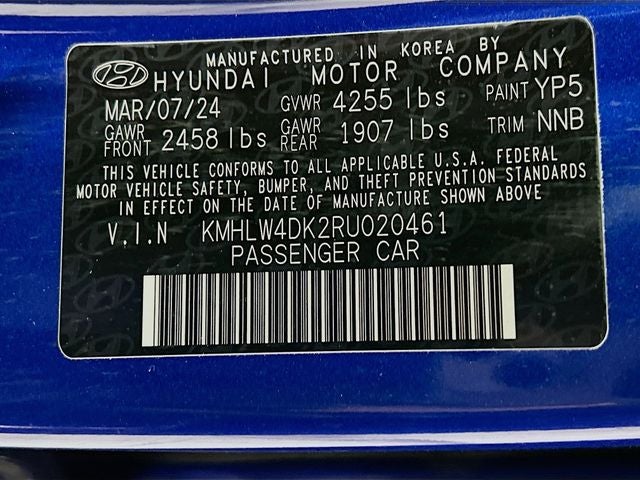 MANUFACTURED IN KOREA BY
HYUNDAI MOTOR COMPANY
MAR/07/24 GVWR 4255 lbs PAINT YP5
GAWR FRONT 2458 lbs GAWR REAR 1907 lbs TRIM NNB
THIS VEHICLE CONFORMS TO ALL APPLICABLE U.S.A. FEDERAL
MOTOR VEHICLE SAFETY, BUMPER, AND THEFT PREVENTION STANDARDS
IN EFFECT ON THE DATE OF MANUFACTURE SHOWN ABOVE
V.I.N KMHLW4DK2RU020461
PASSENGER CAR